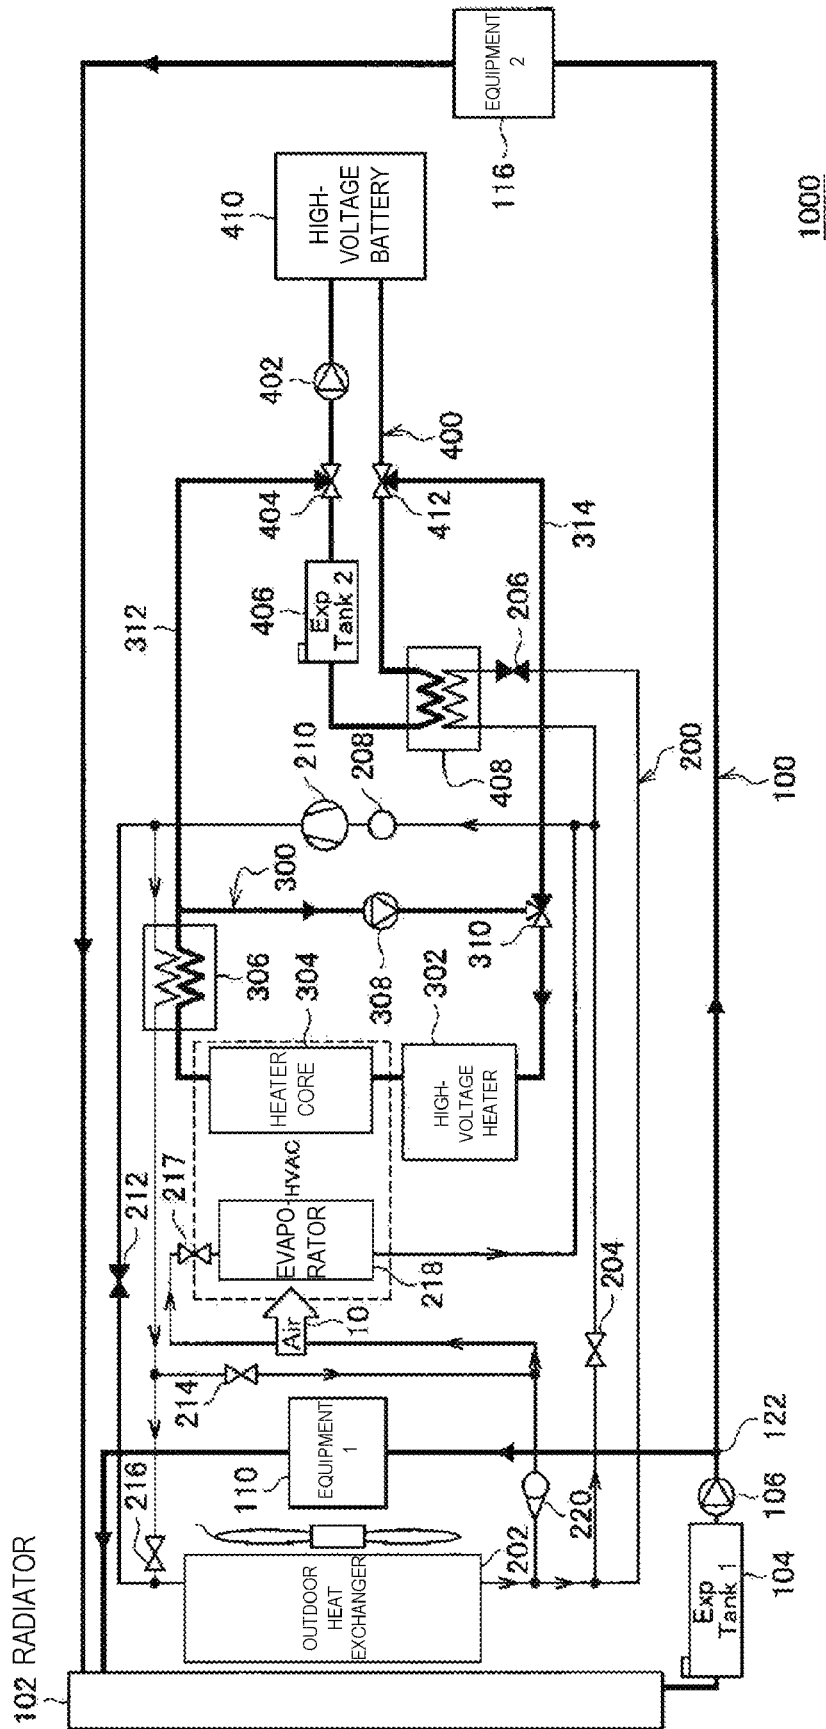 102 RADIATOR
OUTDOOR
HEAT
EXCHANGER
202
216
EQUIPMENT
1
110
214
220
Exp
Tank 1
104
106
122
204
Air
10
212
217
EVAPO-
RATOR
218
HVAC
HEATER
CORE
304
306
HIGH-
VOLTAGE
HEATER
302
300
308
310
210
208
408
200
100
312
Exp
Tank 2
406
404
402
206
314
412
400
HIGH-
VOLTAGE
BATTERY
410
EQUIPMENT
2
116
1000